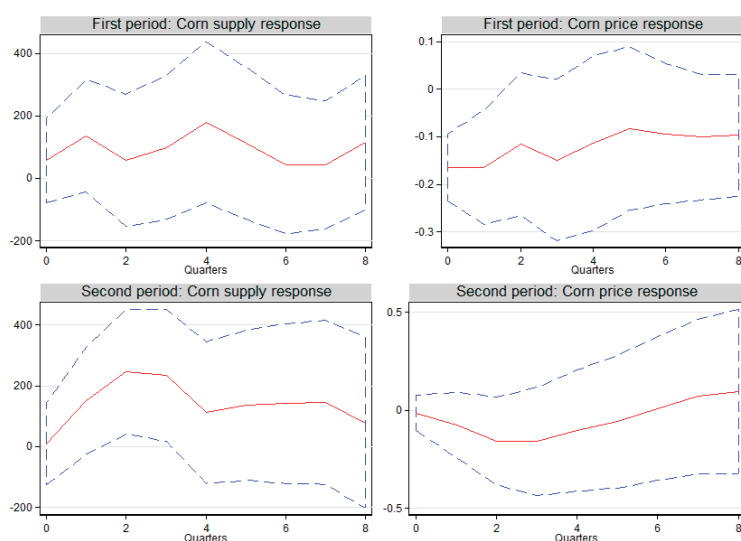 First period: Corn supply response
400
200
0
-200
0 2 4 6 8
Quarters
First period: Corn price response
0.1
0
-0.1
-0.2
-0.3
0 2 4 6 8
Quarters
Second period: Corn supply response
400
200
0
-200
0 2 4 6 8
Quarters
Second period: Corn price response
0.5
0
-0.5
0 2 4 6 8
Quarters